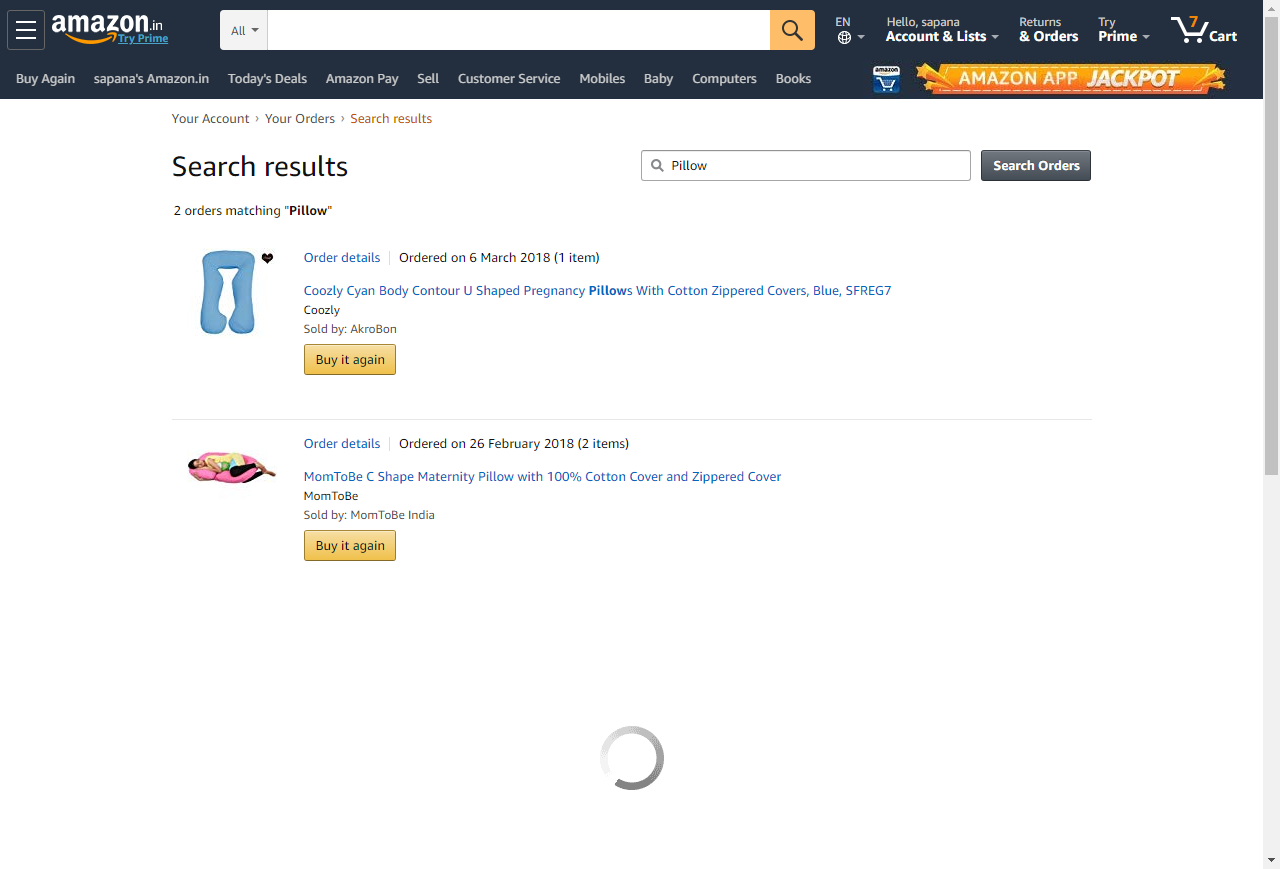 amazon.in
Try Prime
All
EN
Hello, sapana
Account & Lists
Returns
& Orders
Try
Prime
7
Cart
Buy Again
sapana's Amazon.in
Today's Deals
Amazon Pay
Sell
Customer Service
Mobiles
Baby
Computers
Books
amazon
AMAZON APP JACKPOT
Your Account › Your Orders › Search results
Search results
Pillow
Search Orders
2 orders matching "Pillow"
Order details
Ordered on 6 March 2018 (1 item)
Coozly Cyan Body Contour U Shaped Pregnancy Pillows With Cotton Zippered Covers, Blue, SFREG7
Coozly
Sold by: AkroBon
Buy it again
Order details
Ordered on 26 February 2018 (2 items)
MomToBe C Shape Maternity Pillow with 100% Cotton Cover and Zippered Cover
MomToBe
Sold by: MomToBe India
Buy it again